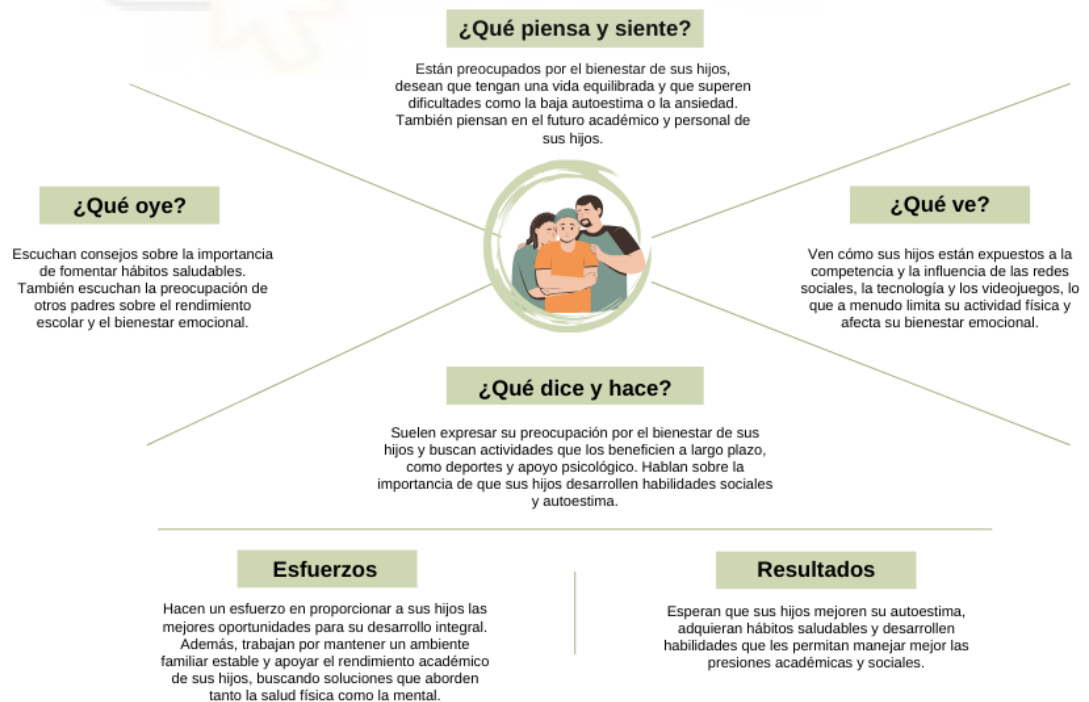 ¿Qué piensa y siente?
Están preocupados por el bienestar de sus hijos,
desean que tengan una vida equilibrada y que superen
dificultades como la baja autoestima o la ansiedad.
También piensan en el futuro académico y personal de
sus hijos.
¿Qué oye?
Escuchan consejos sobre la importancia
de fomentar hábitos saludables.
También escuchan la preocupación de
otros padres sobre el rendimiento
escolar y el bienestar emocional.
¿Qué ve?
Ven cómo sus hijos están expuestos a la
competencia y la influencia de las redes
sociales, la tecnología y los videojuegos, lo
que a menudo limita su actividad física y
afecta su bienestar emocional.
¿Qué dice y hace?
Suelen expresar su preocupación por el bienestar de sus
hijos y buscan actividades que los beneficien a largo plazo,
como deportes y apoyo psicológico. Hablan sobre la
importancia de que sus hijos desarrollen habilidades sociales
y autoestima.
Esfuerzos
Hacen un esfuerzo en proporcionar a sus hijos las
mejores oportunidades para su desarrollo integral.
Además, trabajan por mantener un ambiente
familiar estable y apoyar el rendimiento académico
de sus hijos, buscando soluciones que aborden
tanto la salud física como la mental.
Resultados
Esperan que sus hijos mejoren su autoestima,
adquieran hábitos saludables y desarrollen
habilidades que les permitan manejar mejor las
presiones académicas y sociales.